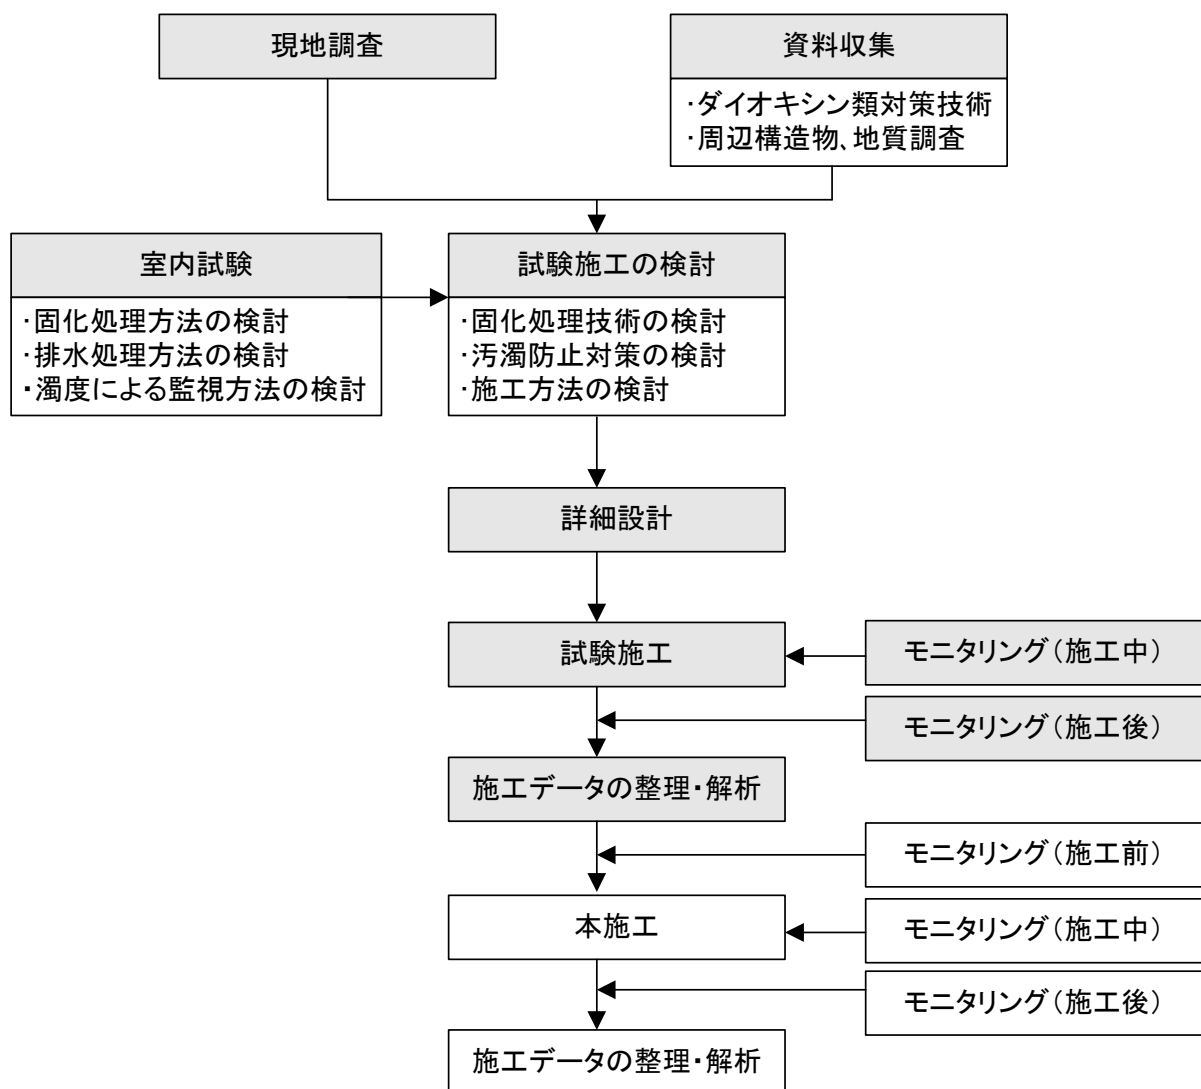 現地調査
資料収集
・ダイオキシン類対策技術
・周辺構造物、地質調査
室内試験
・固化処理方法の検討
・排水処理方法の検討
・濁度による監視方法の検討
試験施工の検討
・固化処理技術の検討
・汚濁防止対策の検討
・施工方法の検討
詳細設計
試験施工
モニタリング（施工中）
モニタリング（施工後）
施工データの整理・解析
モニタリング（施工前）
本施工
モニタリング（施工中）
モニタリング（施工後）
施工データの整理・解析